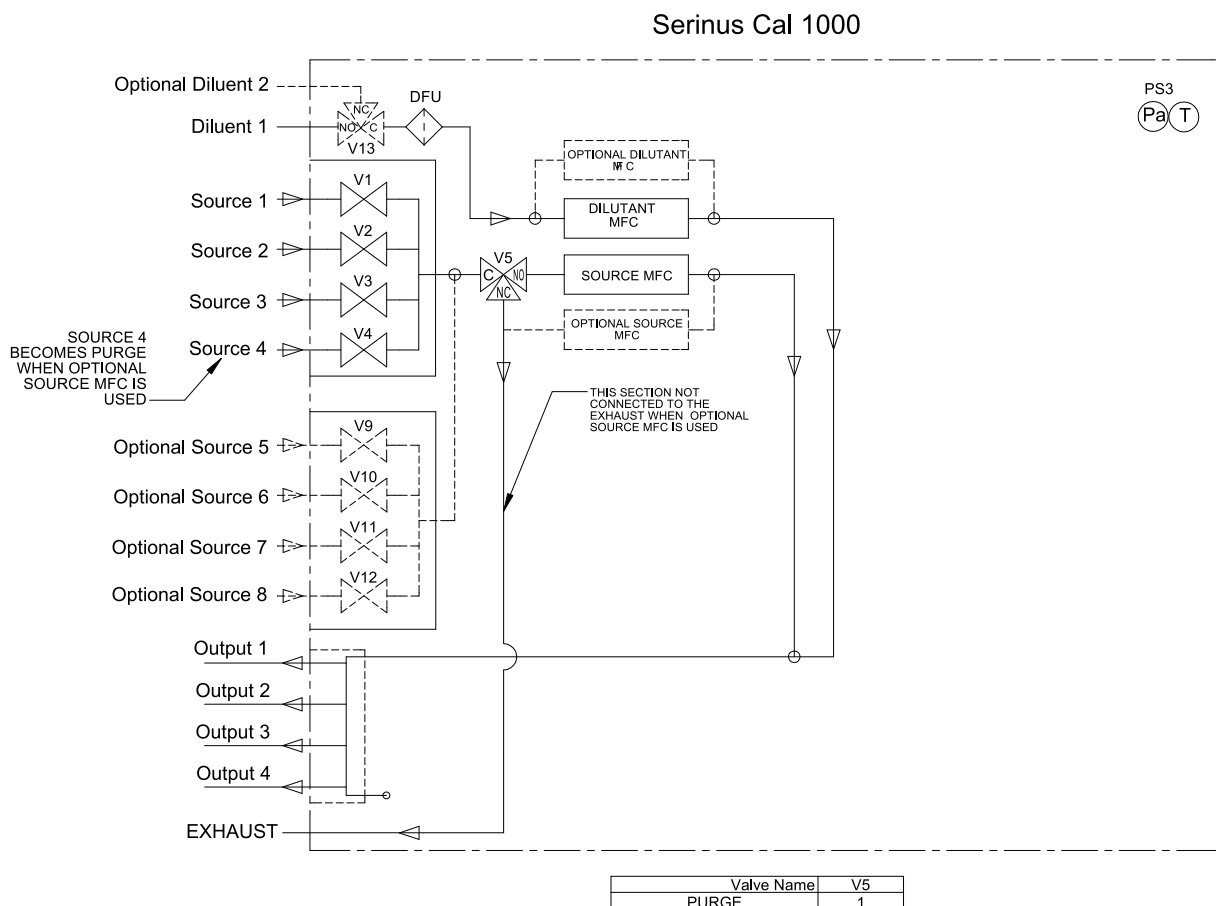 Serinus Cal 1000
Optional Diluent 2
Diluent 1
NC
NO
C
V13
DFU
PS3
Pa
T
OPTIONAL DILUTANT
MFC
DILUTANT
MFC
Source 1
V1
Source 2
V2
Source 3
V3
Source 4
V4
V5
C
NO
NC
SOURCE MFC
OPTIONAL SOURCE
MFC
SOURCE 4
BECOMES PURGE
WHEN OPTIONAL
SOURCE MFC IS
USED
THIS SECTION NOT
CONNECTED TO THE
EXHAUST WHEN OPTIONAL
SOURCE MFC IS USED
Optional Source 5
V9
Optional Source 6
V10
Optional Source 7
V11
Optional Source 8
V12
Output 1
Output 2
Output 3
Output 4
EXHAUST
Valve Name V5
PURGE 1